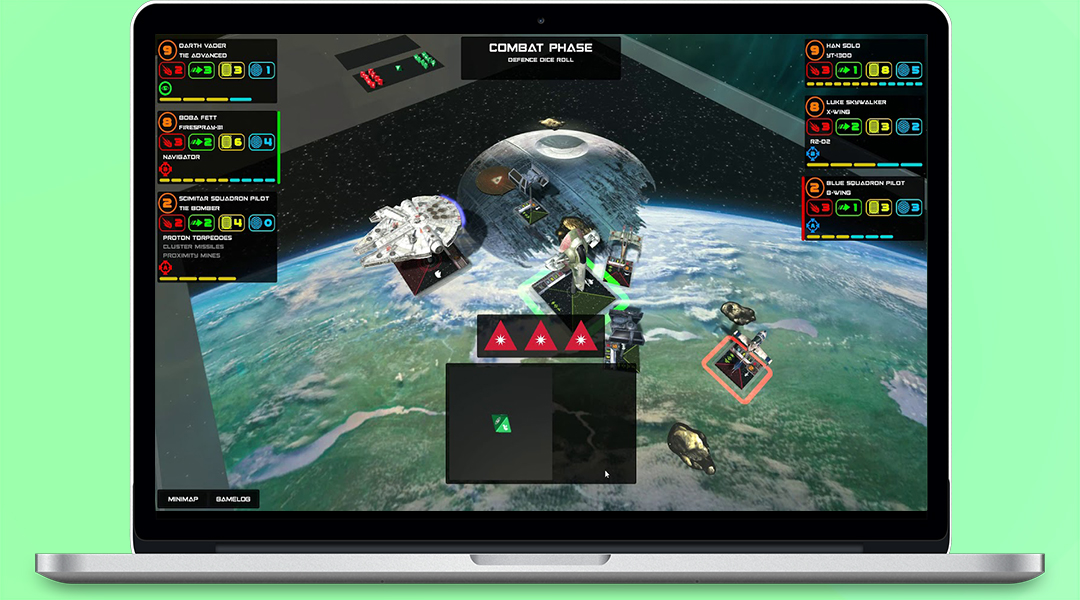 COMBAT PHASE
DEFENCE DICE ROLL
9 DARTH VADER
TIE ADVANCED
2 3 3 1
8 BOBA FETT
FIRESPRAY-31
3 2 6 4
NAVIGATOR
2 SCIMITAR SQUADRON PILOT
TIE BOMBER
2 2 4 0
PROTON TORPEDOES
CLUSTER MISSILES
PROXIMITY MINES
9 HAN SOLO
YT-1300
3 1 8 5
8 LUKE SKYWALKER
X-WING
3 2 3 2
R2-D2
2 BLUE SQUADRON PILOT
B-WING
3 1 3 3
MINIMAP GAMELOG